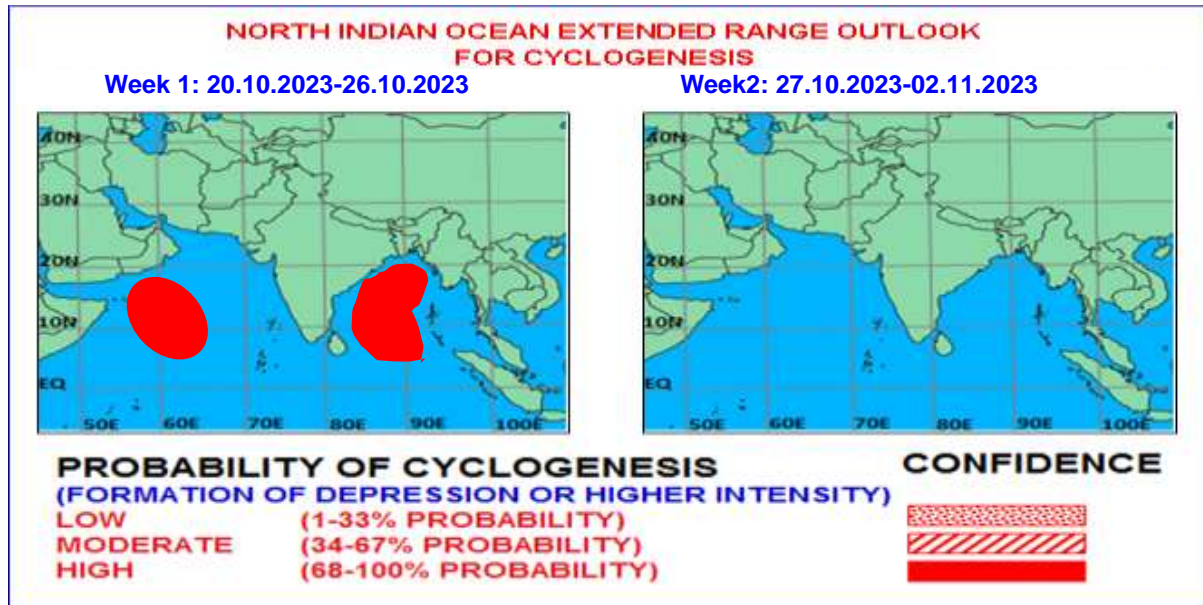 NORTH INDIAN OCEAN EXTENDED RANGE OUTLOOK
FOR CYCLOGENESIS
Week 1: 20.10.2023-26.10.2023
Week2: 27.10.2023-02.11.2023
40N
30N
20N
10N
EQ
50E 60E 70E 80E 90E 100E
40N
30N
20N
10N
EQ
50E 60E 70E 80E 90E 100E
PROBABILITY OF CYCLOGENESIS
CONFIDENCE
(FORMATION OF DEPRESSION OR HIGHER INTENSITY)
LOW (1-33% PROBABILITY)
MODERATE (34-67% PROBABILITY)
HIGH (68-100% PROBABILITY)